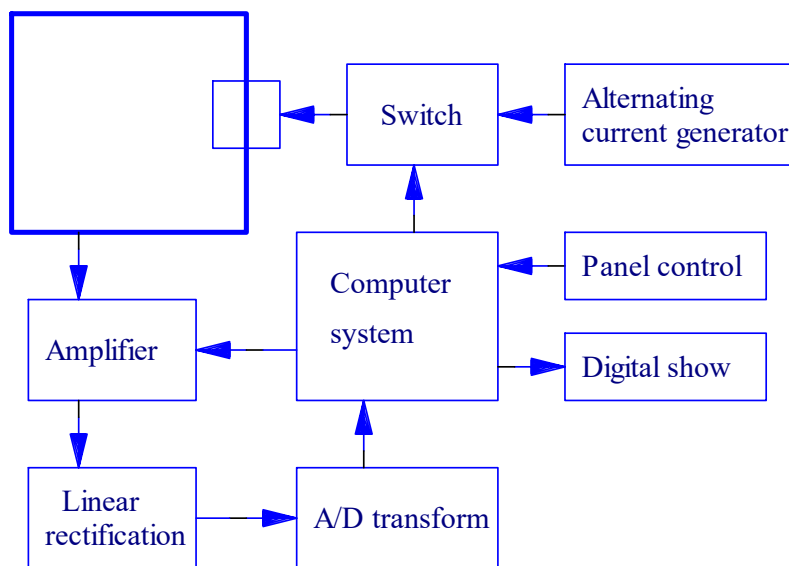 Switch
Alternating
current generator
Computer
system
Panel control
Amplifier
Digital show
Linear
rectification
A/D transform